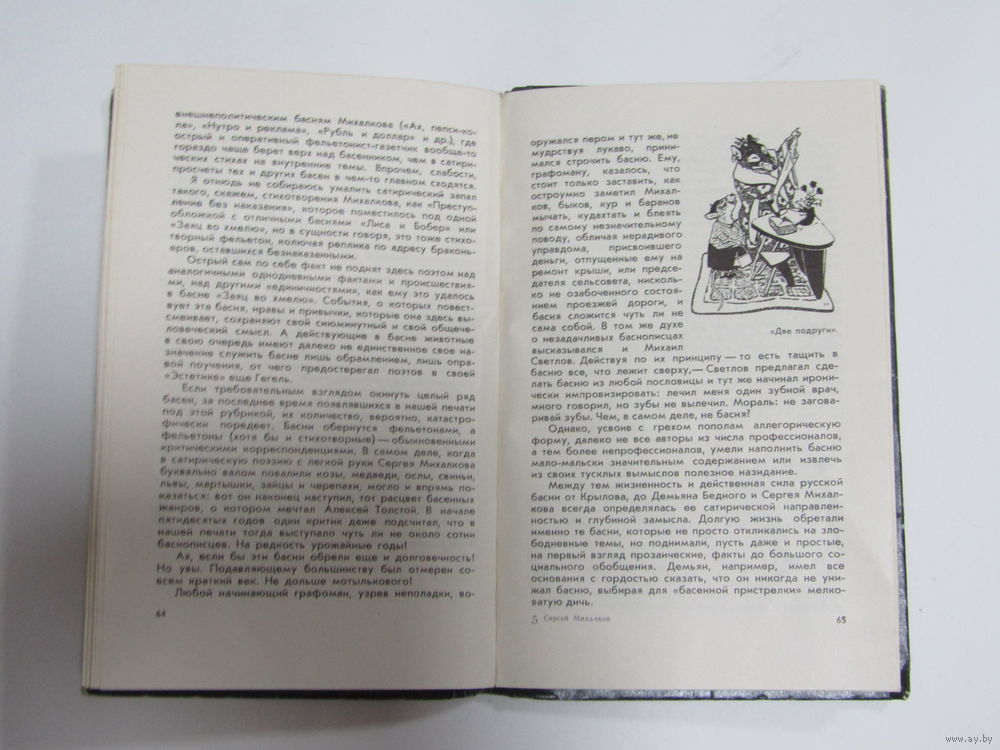 внешнеполитическим басням Михалкова («Ах, пепси-ко-
ла», «Нутро и реклама», «Рубль и доллар» и др.), где
острый и оперативный фельетонист-газетчик вообще-то
гораздо чаще берет верх над басенником, чем в сатири-
ческих стихах на внутренние темы. Впрочем, слабости,
просчеты тех и других басен в чем-то главном сходятся.
Я отнюдь не собираюсь умалить сатирический запал
такого, скажем, стихотворения Михалкова, как «Преступ-
ление без наказания», которое поместилось под одной
обложкой с отличными баснями «Лиса и Бобер» или
«Заяц во хмелю», но в сущности говоря, это тоже стихо-
творный фельетон, колючая реплика по адресу браконь-
еров, оставшихся безнаказанными.
Острый сам по себе факт не поднят здесь поэтом над
аналогичными однодневными фактами и происшествия-
ми, над другими «единичностями», как ему это удалось
в басне «Заяц во хмелю». События, о которых повест-
вует эта басня, нравы и привычки, которые она здесь вы-
смеивает, сохраняют свой сиюминутный и свой общече-
ловеческий смысл. А действующие в басне животные
в свою очередь имеют далеко не единственное свое на-
значение служить басне лишь обрамлением, лишь опра-
вой поучения, от чего предостерегал поэтов в своей
«Эстетике» еще Гегель.
Если требовательным взглядом окинуть целый ряд
басен, за последнее время появлявшихся в нашей печати
под этой рубрикой, их количество, вероятно, катастро-
фически поредеет. Басни обернутся фельетонами, а
фельетоны (хотя бы и стихотворные) — обыкновенными
критическими корреспонденциями. В самом деле, когда
в сатирическую поэзию с легкой руки Сергея Михалкова
буквально валом повалили козы, медведи, ослы, свиньи,
львы, мартышки, зайцы и черепахи, могло и впрямь по-
казаться: вот он наконец наступил, тот расцвет басенных
жанров, о котором мечтал Алексей Толстой. В начале
пятидесятых годов один критик даже подсчитал, что в
нашей печати тогда выступало чуть ли не около сотни
баснописцев. На редкость урожайные годы!
Ах, если бы эти басни обрели еще и долговечность!
Но увы. Подавляющему большинству был отмерен со-
всем краткий век. Не дольше мотылькового!
Любой начинающий графоман, узрев неполадки, во-
64
оружался пером и тут же, не
мудрствуя лукаво, прини-
мался строчить басню. Ему,
графоману, казалось, что
стоит только заставить, как
остроумно заметил Михал-
ков, быков, кур и баранов
мычать, кудахтать и блеять
по самому незначительному
поводу, обличая нерадивого
управдома, присвоившего
деньги, отпущенные ему на
ремонт крыши, или предсе-
дателя сельсовета, нисколь-
ко не озабоченного состоя-
нием проезжей дороги, и
басня сложится чуть ли не
сама собой. В том же духе
о незадачливых баснописцах
высказывался и Михаил
Светлов. Действуя по их принципу — то есть тащить в
басню все, что лежит сверху,— Светлов предлагал сде-
лать басню из любой пословицы и тут же начинал ирони-
чески импровизировать: лечил меня один зубной врач,
много говорил, но зубы не вылечил. Мораль: не загова-
ривай зубы. Чем, в самом деле, не басня?
Однако, усвоив с грехом пополам аллегорическую
форму, далеко не все авторы из числа профессионалов,
а тем более непрофессионалов, умели наполнить басню
мало-мальски значительным содержанием или извлечь
из своих тусклых вымыслов полезное назидание.
Между тем жизненность и действенная сила русской
басни от Крылова, до Демьяна Бедного и Сергея Михал-
кова всегда определялась ее сатирической направлен-
ностью и глубиной замысла. Долгую жизнь обретали
именно те басни, которые не просто откликались на зло-
бодневные темы, но поднимали, пусть даже и простые,
на первый взгляд прозаические, факты до большого со-
циального обобщения. Демьян, например, имел все
основания с гордостью сказать, что он никогда не уни-
жал басню, выбирая для «басенной пристрелки» мелко-
ватую дичь.
«Две подруги».
5 Сергей Михалков
65
www.ay.by